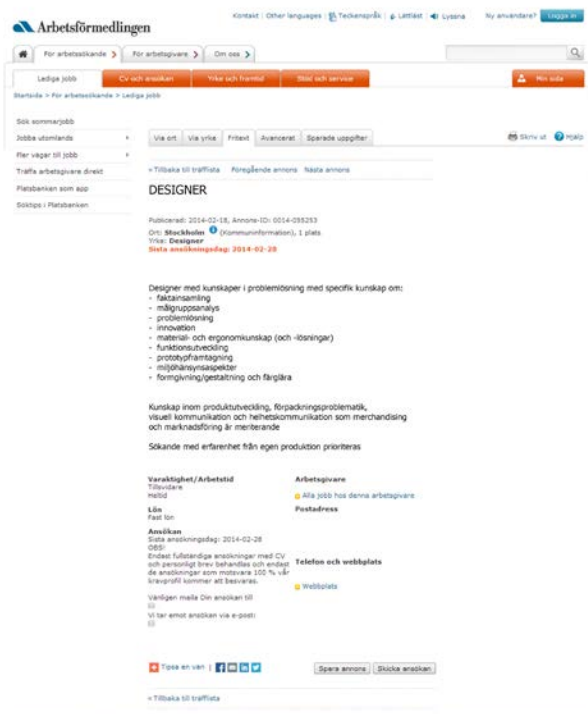 Kontakt | Other languages | Teckenspråk | Lättläst | Lyssna Ny användare? Logga in
Arbetsförmedlingen
För arbetssökande För arbetsgivare Om oss
Lediga jobb Cv och ansökan Yrke och framtid Stöd och service Min sida
Startsida > För arbetssökande > Lediga jobb
Sök sommarjobb
Jobba utomlands
Fler vägar till jobb
Träffa arbetsgivare direkt
Platsbanken som app
Söktips i Platsbanken
Via ort Via yrke Fritext Avancerat Sparade uppgifter Skriv ut Hjälp
« Tillbaka till träfflista Föregående annons Nästa annons
DESIGNER
Publicerad: 2014-02-18, Annons-ID: 0014-055253
Ort: Stockholm (Kommuninformation), 1 plats
Yrke: Designer
Sista ansökningsdag: 2014-02-28
Designer med kunskaper i problemlösning med specifik kunskap om:
- faktainsamling
- målgruppsanalys
- problemlösning
- innovation
- material- och ergonomkunskap (och -lösningar)
- funktionsutveckling
- prototypframtagning
- miljöhänsynsaspekter
- formgivning/gestaltning och färglära
Kunskap inom produktutveckling, förpackningsproblematik,
visuell kommunikation och helhetskommunikation som merchandising
och marknadsföring är meriterande
Sökande med erfarenhet från egen produktion prioriteras
Varaktighet/Arbetstid
Tillsvidare
Heltid
Lön
Fast lön
Ansökan
Sista ansökningsdag: 2014-02-28
OBS!
Endast fullständiga ansökningar med CV
och personligt brev behandlas och endast
de ansökningar som motsvara 100 % vår
kravprofil kommer att besvaras.
Vänligen maila Din ansökan till
Vi tar emot ansökan via e-post:
Arbetsgivare
Alla jobb hos denna arbetsgivare
Postadress
Telefon och webbplats
Webbplats
Tipsa en vän |
Spara annons Skicka ansökan
« Tillbaka till träfflista